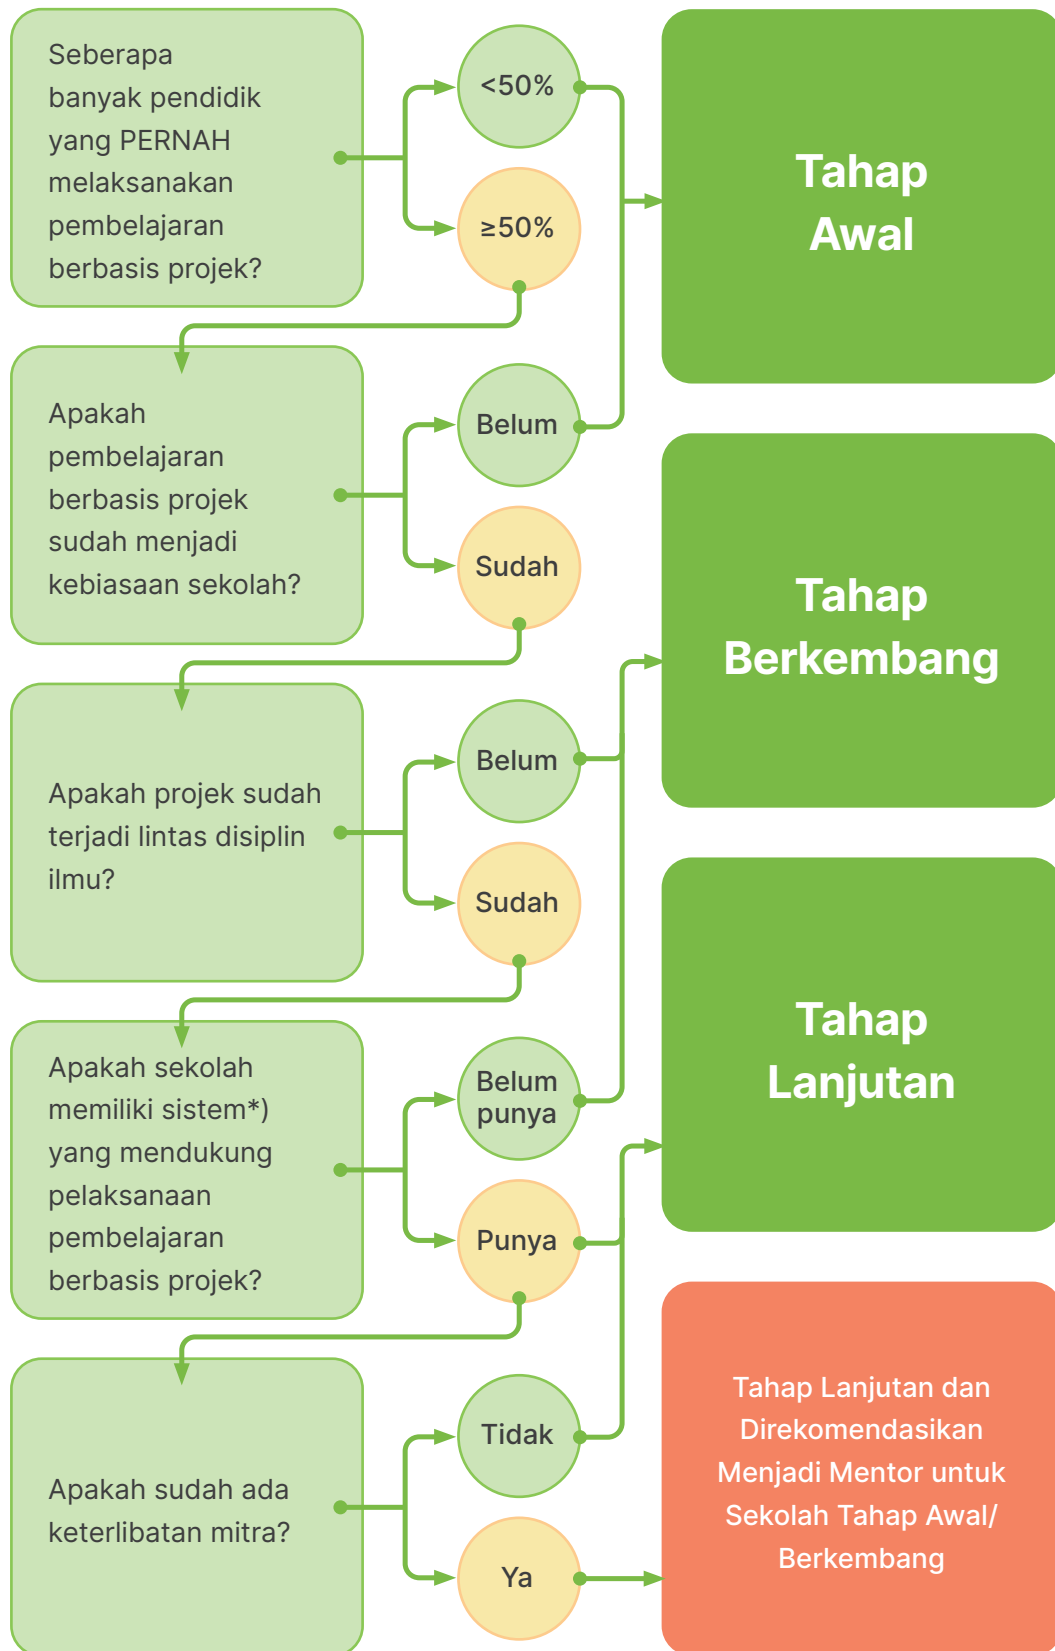 Seberapa
banyak pendidik
yang PERNAH
melaksanakan
pembelajaran
berbasis projek?
<50%
≥50%
Tahap
Awal
Apakah
pembelajaran
berbasis projek
sudah menjadi
kebiasaan sekolah?
Belum
Sudah
Tahap
Berkembang
Apakah projek sudah
terjadi lintas disiplin
ilmu?
Belum
Sudah
Tahap
Lanjutan
Apakah sekolah
memiliki sistem*)
yang mendukung
pelaksanaan
pembelajaran
berbasis projek?
Belum
punya
Punya
Apakah sudah ada
keterlibatan mitra?
Tidak
Ya
Tahap Lanjutan dan
Direkomendasikan
Menjadi Mentor untuk
Sekolah Tahap Awal/
Berkembang